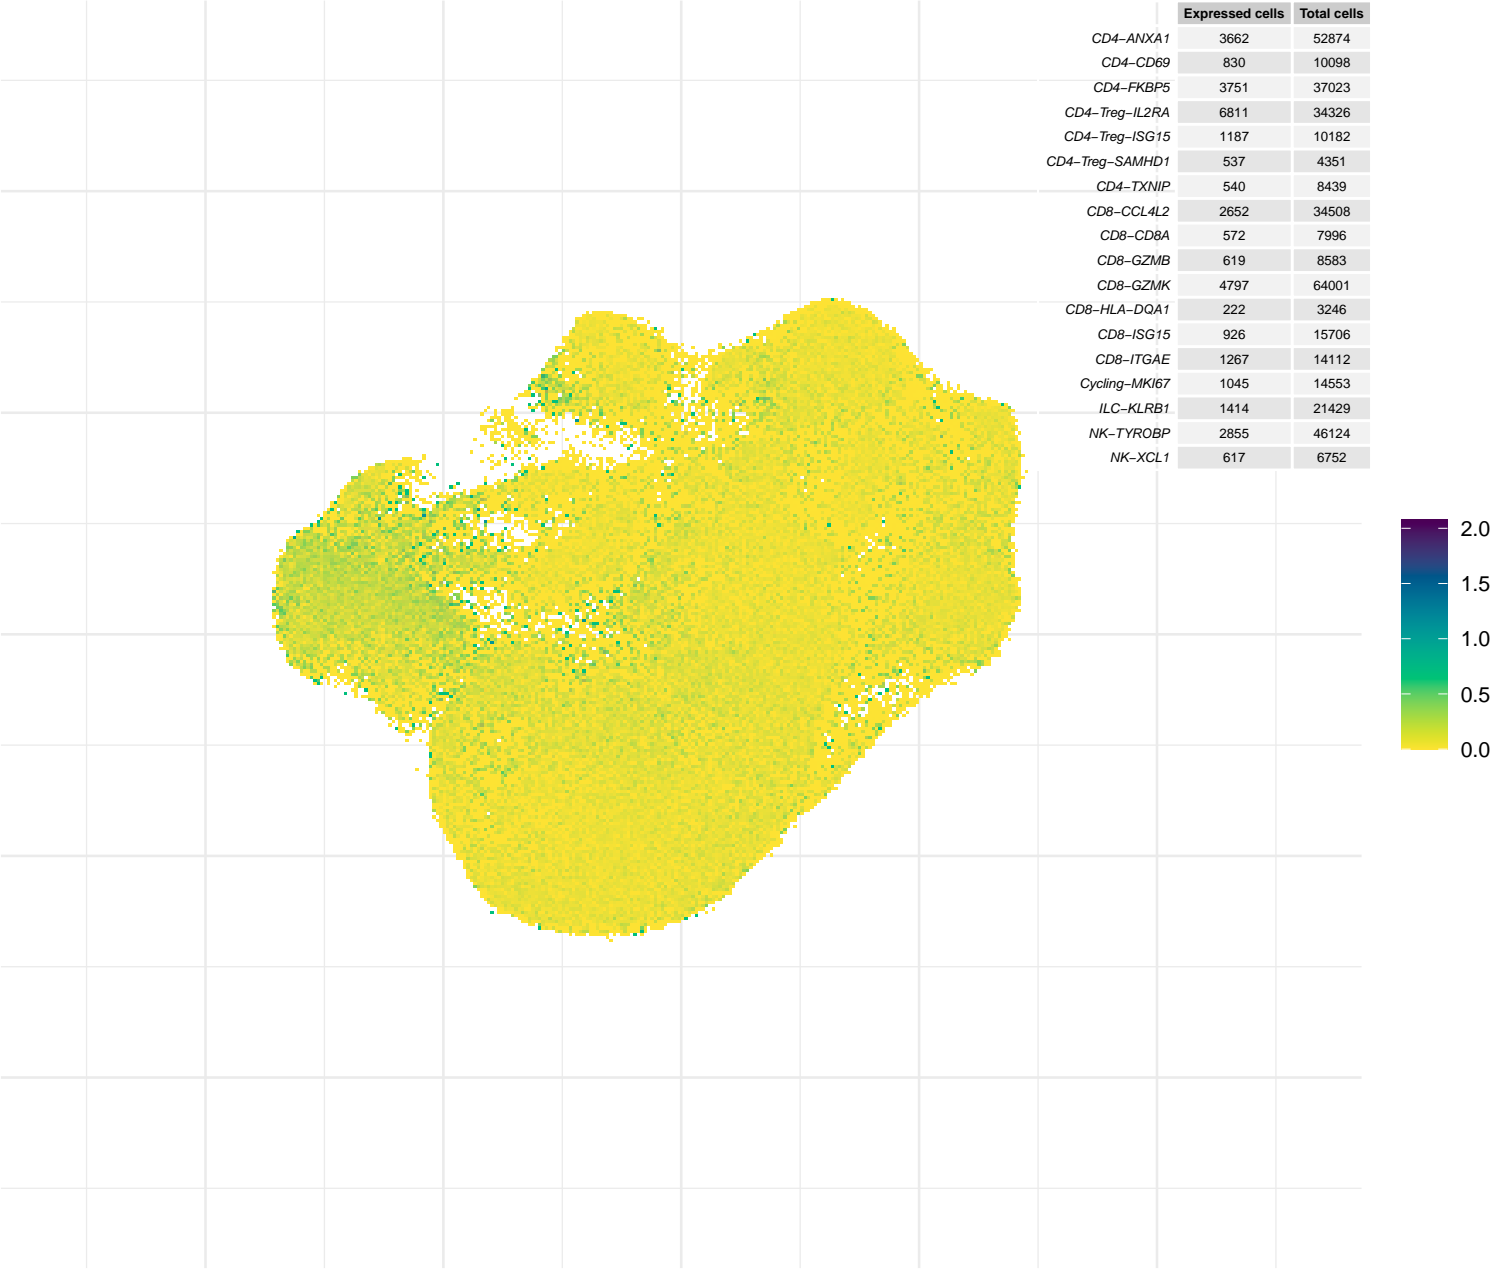 Expressed cells Total cells
CD4−ANXA1 3662 52874
CD4−CD69 830 10098
CD4−FKBP5 3751 37023
CD4−Treg−IL2RA 6811 34326
CD4−Treg−ISG15 1187 10182
CD4−Treg−SAMHD1 537 4351
CD4−TXNIP 540 8439
CD8−CCL4L2 2652 34508
CD8−CD8A 572 7996
CD8−GZMB 619 8583
CD8−GZMK 4797 64001
CD8−HLA−DQA1 222 3246
CD8−ISG15 926 15706
CD8−ITGAE 1267 14112
Cycling−MKI67 1045 14553
ILC−KLRB1 1414 21429
NK−TYROBP 2855 46124
NK−XCL1 617 6752
2.0
1.5
1.0
0.5
0.0